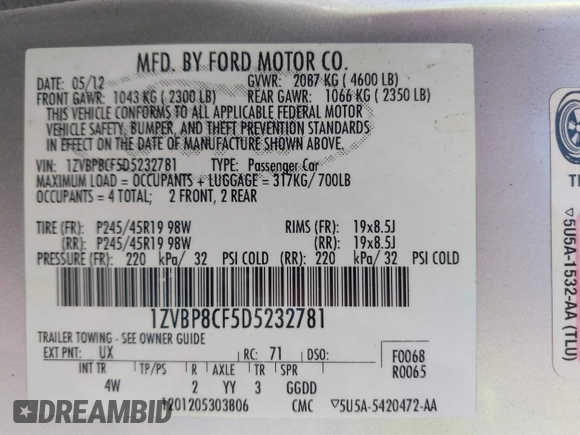 MFD. BY FORD MOTOR CO.
DATE: 05/12 GVWR: 2087 KG ( 4600 LB)
FRONT GAWR: 1043 KG ( 2300 LB) REAR GAWR: 1066 KG ( 2350 LB)
THIS VEHICLE CONFORMS TO ALL APPLICABLE FEDERAL MOTOR
VEHICLE SAFETY, BUMPER, AND THEFT PREVENTION STANDARDS
IN EFFECT ON THE DATE OF MANUFACTURE SHOWN ABOVE.
VIN: 1ZVBP8CF5D5232781 TYPE: Passenger Car
MAXIMUM LOAD = OCCUPANTS + LUGGAGE = 317KG/ 700LB
OCCUPANTS = 4 TOTAL; 2 FRONT, 2 REAR
TIRE (FR): P245/45R19 98W RIMS (FR): 19x8.5J
(RR): P245/45R19 98W (RR): 19x8.5J
PRESSURE (FR): 220 kPa/ 32 PSI COLD (RR): 220 kPa/ 32 PSI COLD
1ZVBP8CF5D5232781
TRAILER TOWING - SEE OWNER GUIDE
EXT PNT: UX RC: 71 DSO: F0068
INT TR TP/PS R AXLE TR SPR R0065
4W 2 YY 3 GGDD
1201205303806 CMC ▽5U5A-5420472-AA
▽5U5A-1532-AA (TLU)
DREAMBID
dreambid.com